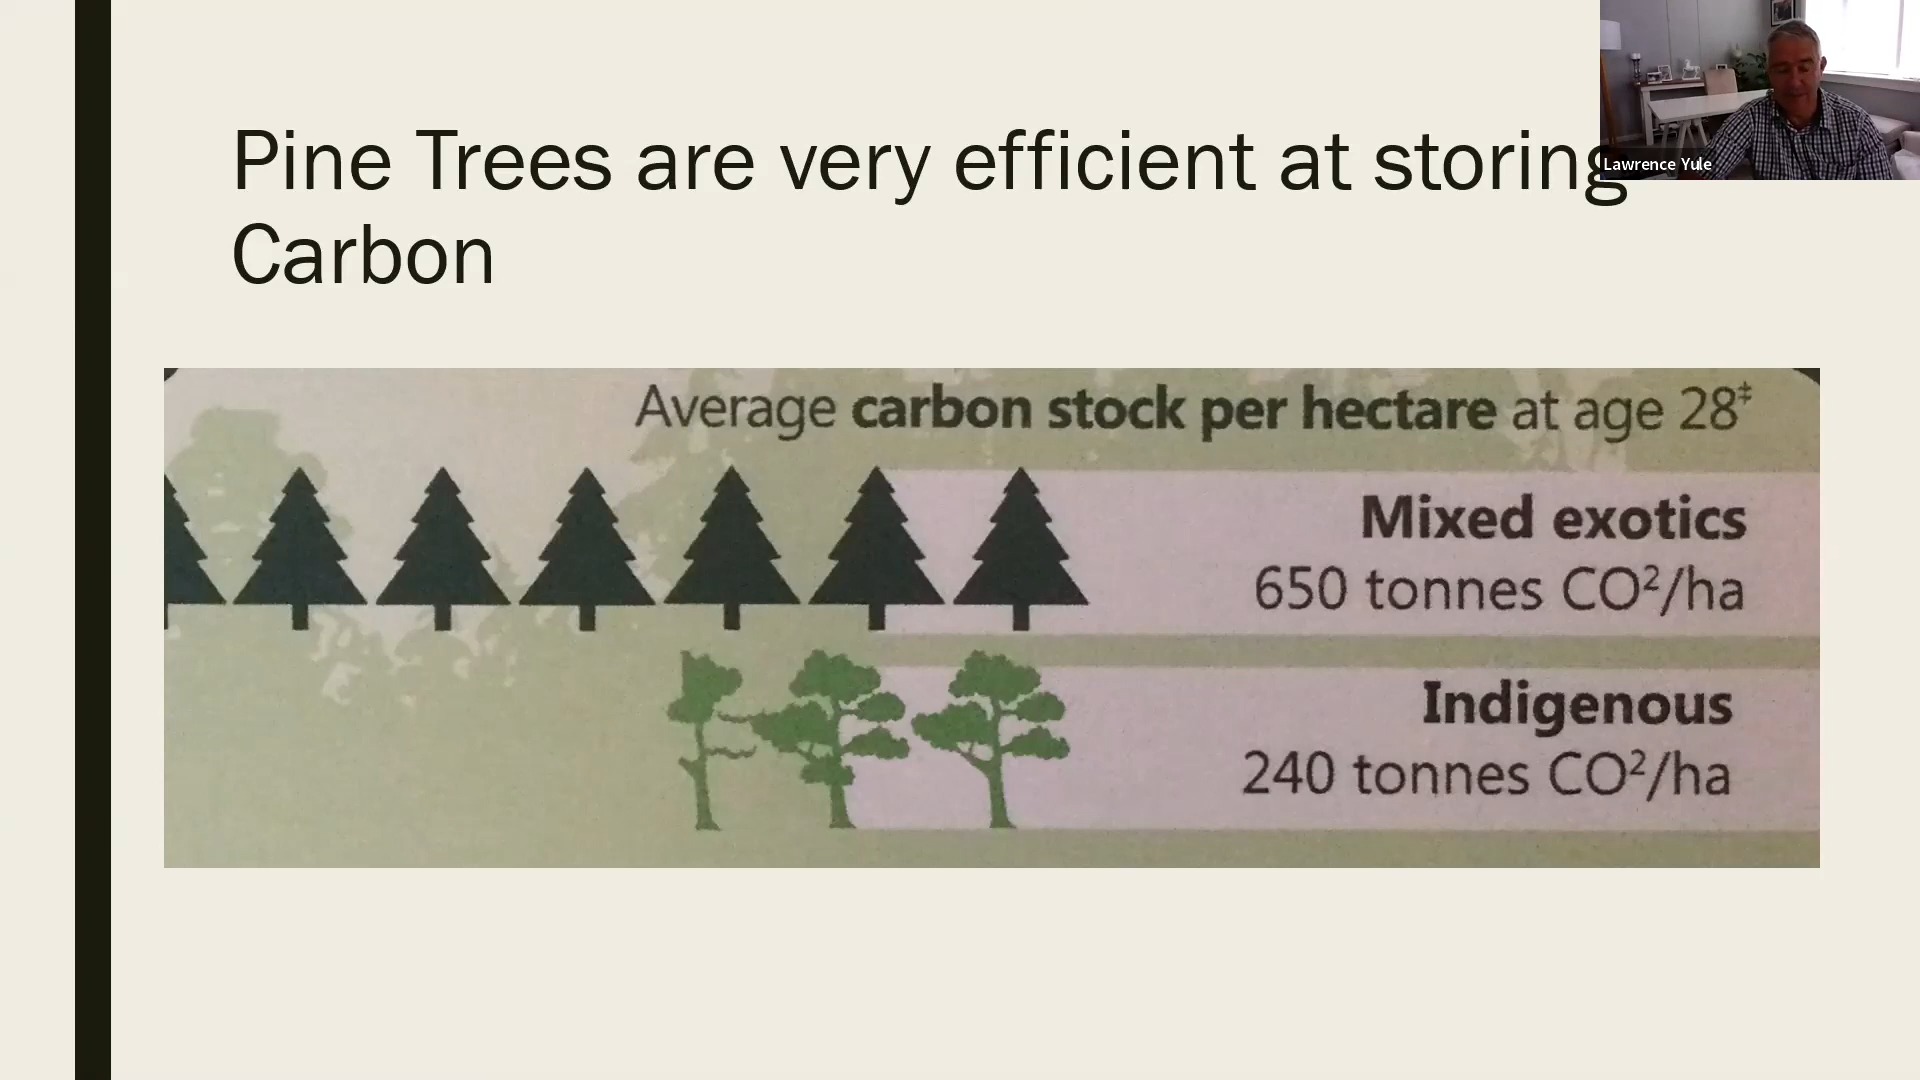 Pine Trees are very efficient at storing
Carbon
Lawrence Yule
Average carbon stock per hectare at age 28‡
Mixed exotics
650 tonnes CO²/ha
Indigenous
240 tonnes CO²/ha